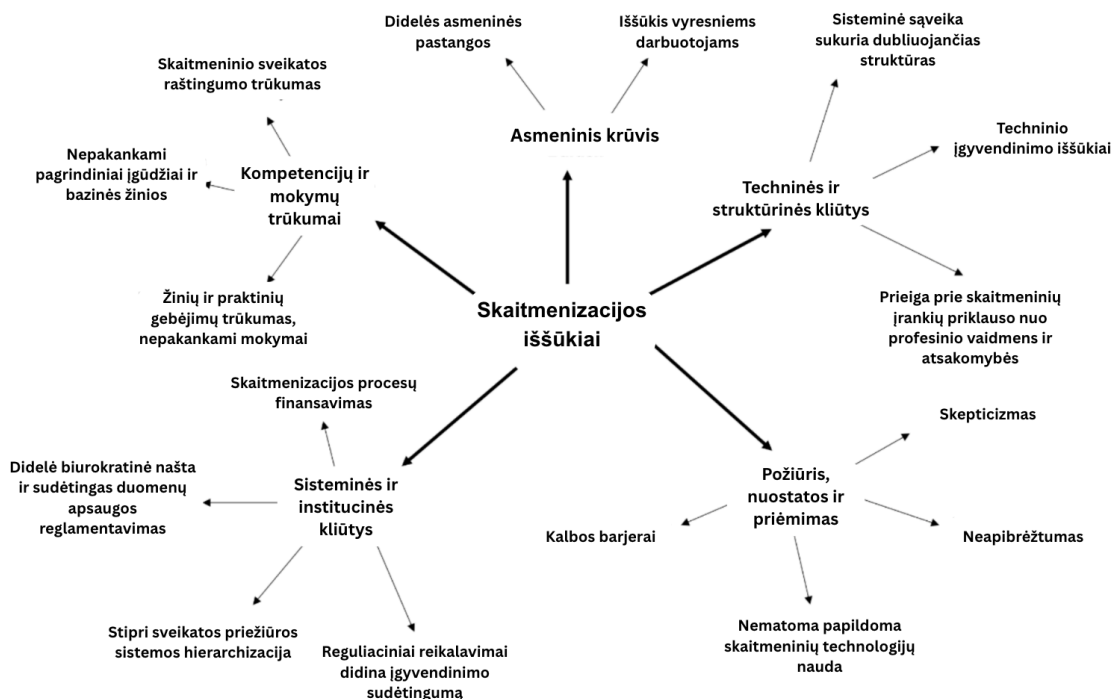 Didelės asmeninės
pastangos
Iššūkis vyresniems
darbuotojams
Sisteminė sąveika
sukuria dubliuojančias
struktūras
Skaitmeninio sveikatos
raštingumo trūkumas
Asmeninis krūvis
Techninio
įgyvendinimo iššūkiai
Nepakankami
pagrindiniai įgūdžiai ir
bazinės žinios
Kompetencijų ir
mokymų
trūkumai
Techninės ir
struktūrinės kliūtys
Žinių ir praktinių
gebėjimų trūkumas,
nepakankami mokymai
Skaitmenizacijos
iššūkiai
Prieiga prie skaitmeninių
įrankių priklauso nuo
profesinio vaidmens ir
atsakomybės
Skaitmenizacijos procesų
finansavimas
Skepticizmas
Didelė biurokratinė našta
ir sudėtingas duomenų
apsaugos
reglamentavimas
Sisteminės ir
institucinės
kliūtys
Požiūris,
nuostatos ir
priėmimas
Kalbos barjerai
Neapibrėžtumas
Stipri sveikatos priežiūros
sistemos hierarchizacija
Reguliaciniai reikalavimai
didina įgyvendinimo
sudėtingumą
Nematoma papildoma
skaitmeninių technologijų
nauda